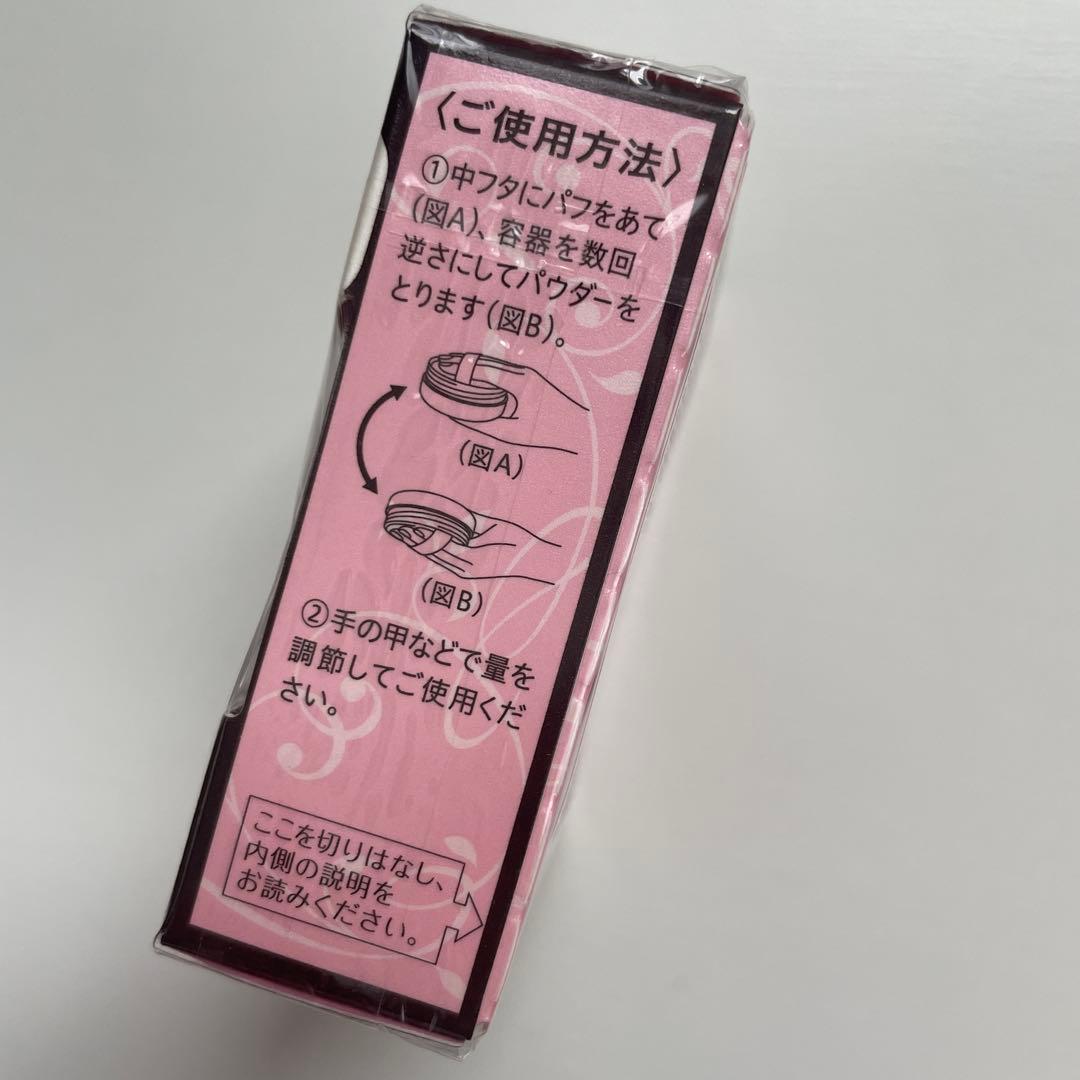 〈ご使用方法〉
①中フタにパフをあて
(図A)、容器を数回
逆さにしてパウダーを
とります(図B)。
(図A)
(図B)
②手の甲などで量を
調節してご使用くだ
さい。
ここを切りはなし、
内側の説明を
お読みください。